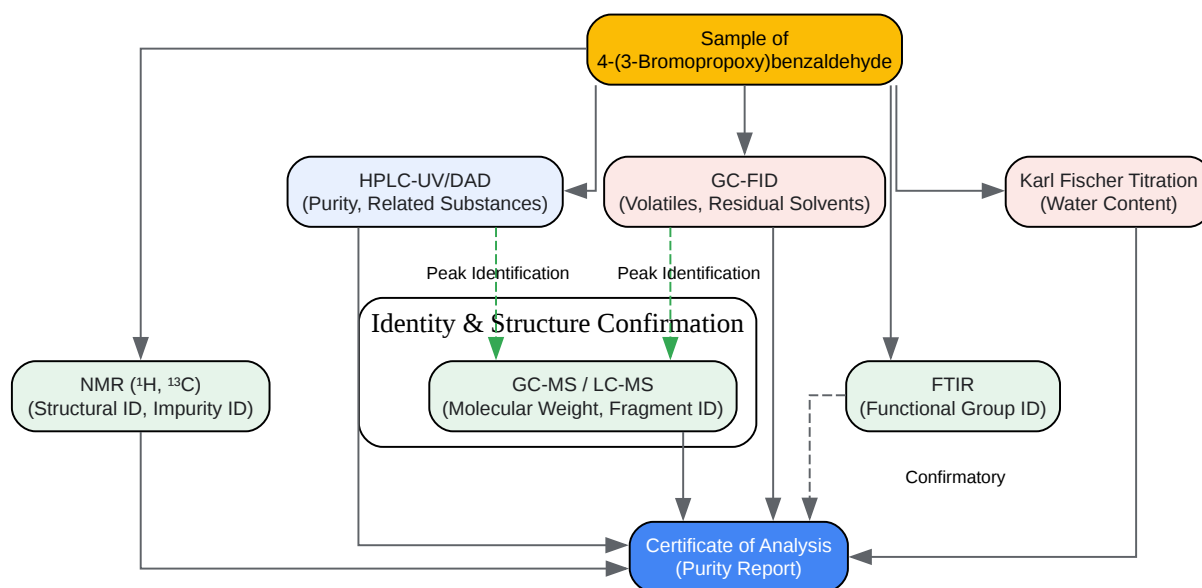 Sample of
4-(3-Bromopropoxy)benzaldehyde
HPLC-UV/DAD
(Purity, Related Substances)
GC-FID
(Volatiles, Residual Solvents)
Karl Fischer Titration
(Water Content)
Peak Identification
Peak Identification
Identity & Structure Confirmation
NMR (¹H, ¹³C)
(Structural ID, Impurity ID)
GC-MS / LC-MS
(Molecular Weight, Fragment ID)
FTIR
(Functional Group ID)
Confirmatory
Certificate of Analysis
(Purity Report)